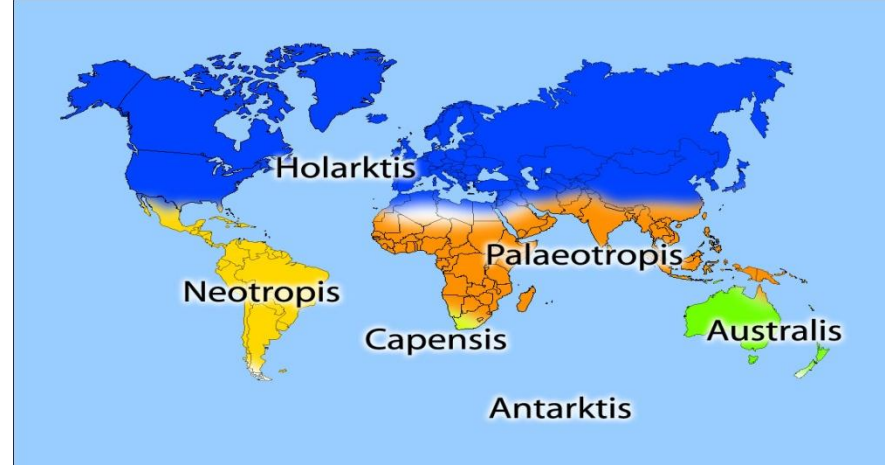 Holarktis
Palaeotropis
Neotropis
Capensis
Australis
Antarktis